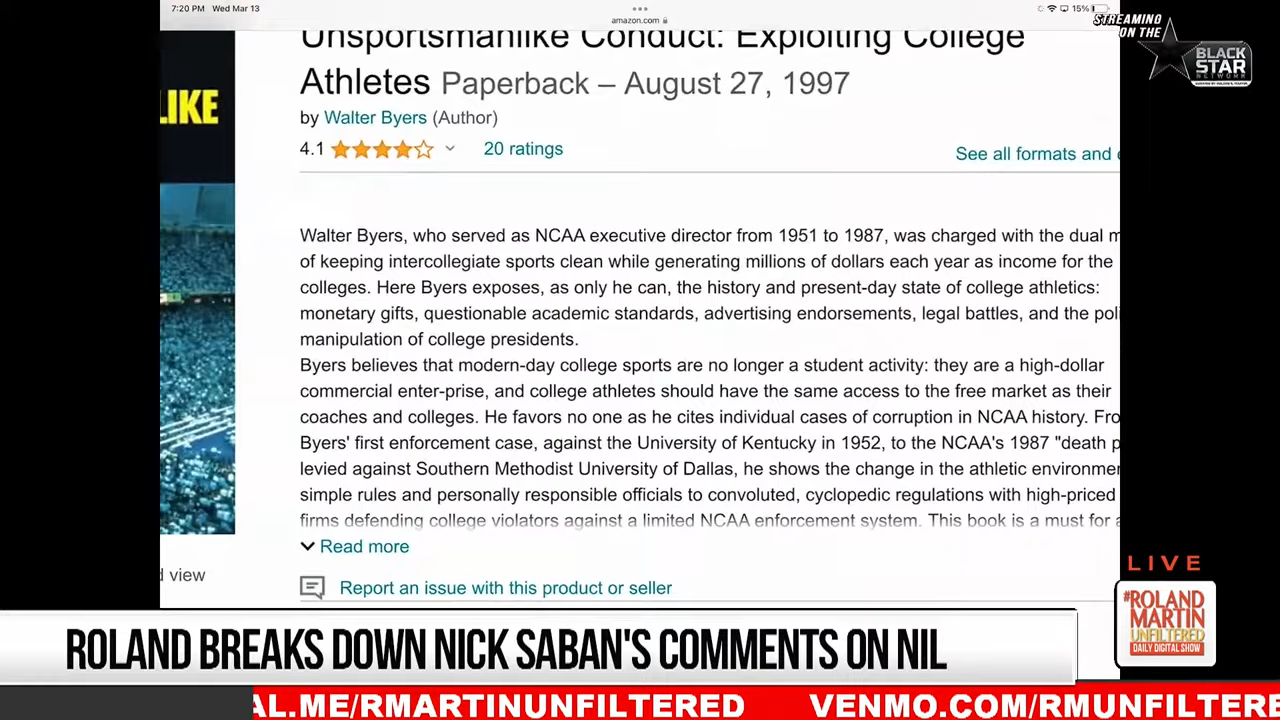 7:20 PM Wed Mar 13
amazon.com
15%
STREAMING
ON THE
BLACK
STAR
NETWORK
Unsportsmanlike Conduct: Exploiting College
Athletes Paperback – August 27, 1997
LIKE
by Walter Byers (Author)
4.1
20 ratings
See all formats and
Walter Byers, who served as NCAA executive director from 1951 to 1987, was charged with the dual m
of keeping intercollegiate sports clean while generating millions of dollars each year as income for the
colleges. Here Byers exposes, as only he can, the history and present-day state of college athletics:
monetary gifts, questionable academic standards, advertising endorsements, legal battles, and the poli
manipulation of college presidents.
Byers believes that modern-day college sports are no longer a student activity: they are a high-dollar
commercial enter-prise, and college athletes should have the same access to the free market as their
coaches and colleges. He favors no one as he cites individual cases of corruption in NCAA history. Fro
Byers' first enforcement case, against the University of Kentucky in 1952, to the NCAA's 1987 "death p
levied against Southern Methodist University of Dallas, he shows the change in the athletic environmen
simple rules and personally responsible officials to convoluted, cyclopedic regulations with high-priced
firms defending college violators against a limited NCAA enforcement system. This book is a must for a
Read more
d view
Report an issue with this product or seller
LIVE
#ROLAND
MARTIN
UNFILTERED
DAILY DIGITAL SHOW
ROLAND BREAKS DOWN NICK SABAN'S COMMENTS ON NIL
AL.ME/RMARTINUNFILTERED VENMO.COM/RMUNFILTERE